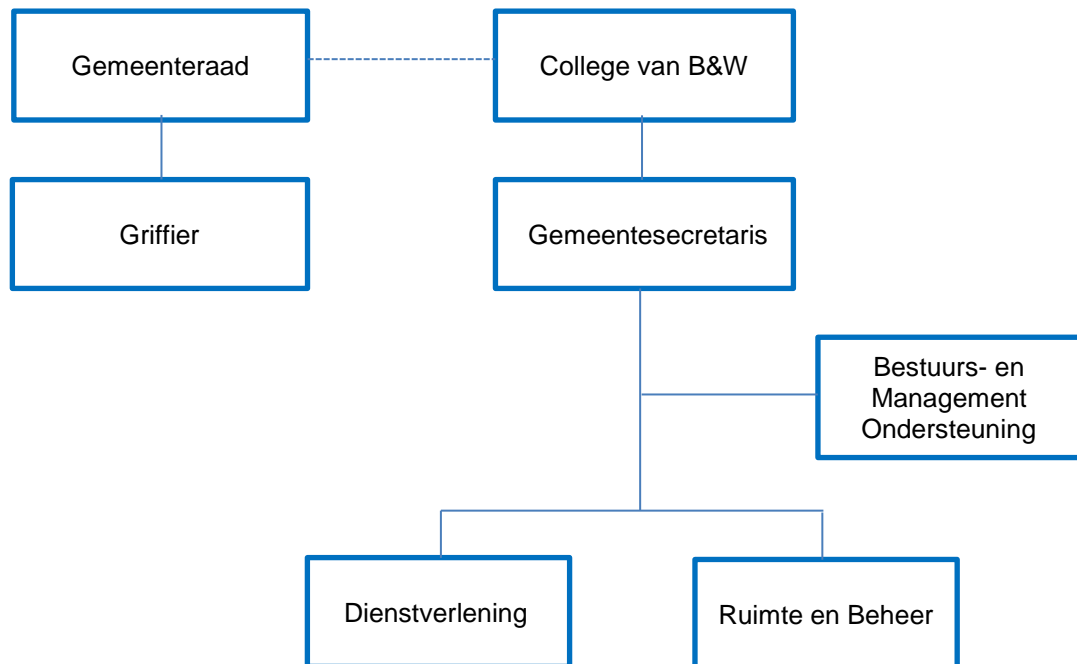 Gemeenteraad
College van B&W
Griffier
Gemeentesecretaris
Bestuurs- en
Management
Ondersteuning
Dienstverlening
Ruimte en Beheer